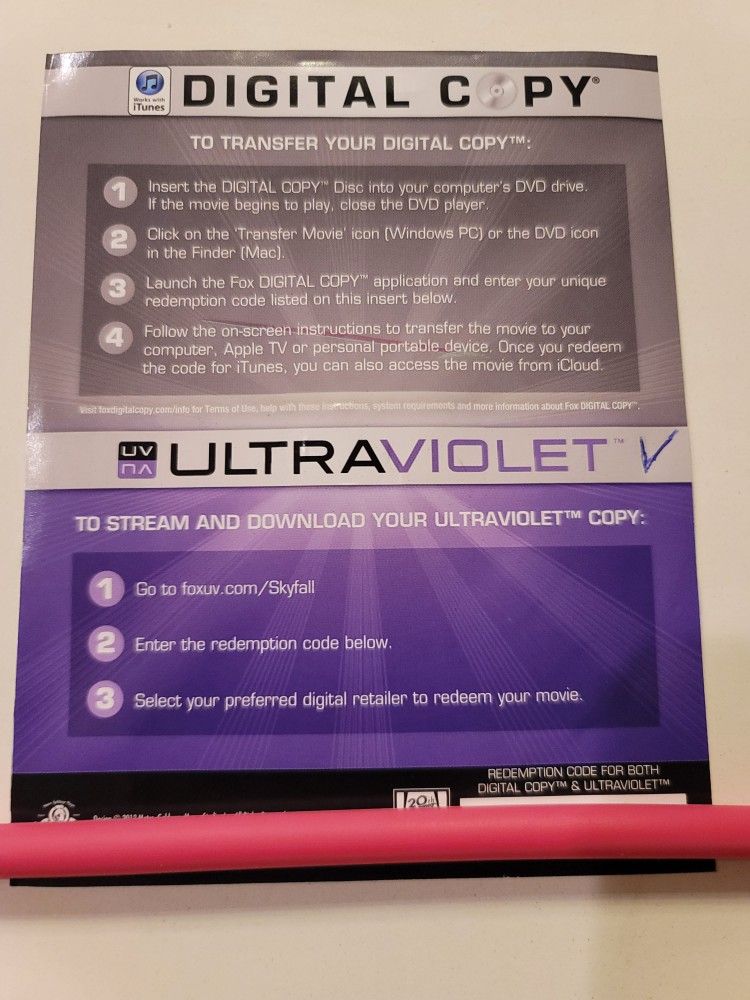 Works with
iTunes
DIGITAL COPY®
TO TRANSFER YOUR DIGITAL COPY™:
1 Insert the DIGITAL COPY™ Disc into your computer's DVD drive.
If the movie begins to play, close the DVD player.
2 Click on the 'Transfer Movie' icon (Windows PC) or the DVD icon
in the Finder (Mac).
3 Launch the Fox DIGITAL COPY™ application and enter your unique
redemption code listed on this insert below.
4 Follow the on-screen instructions to transfer the movie to your
computer, Apple TV or personal portable device. Once you redeem
the code for iTunes, you can also access the movie from iCloud.
Visit foxdigitalcopy.com/info for Terms of Use, help with these instructions, system requirements and more information about Fox DIGITAL COPY™.
UV
UV
ULTRAVIOLET™
TO STREAM AND DOWNLOAD YOUR ULTRAVIOLET™ COPY:
1 Go to foxuv.com/Skyfall
2 Enter the redemption code below.
3 Select your preferred digital retailer to redeem your movie.
REDEMPTION CODE FOR BOTH
DIGITAL COPY™ & ULTRAVIOLET™
20th